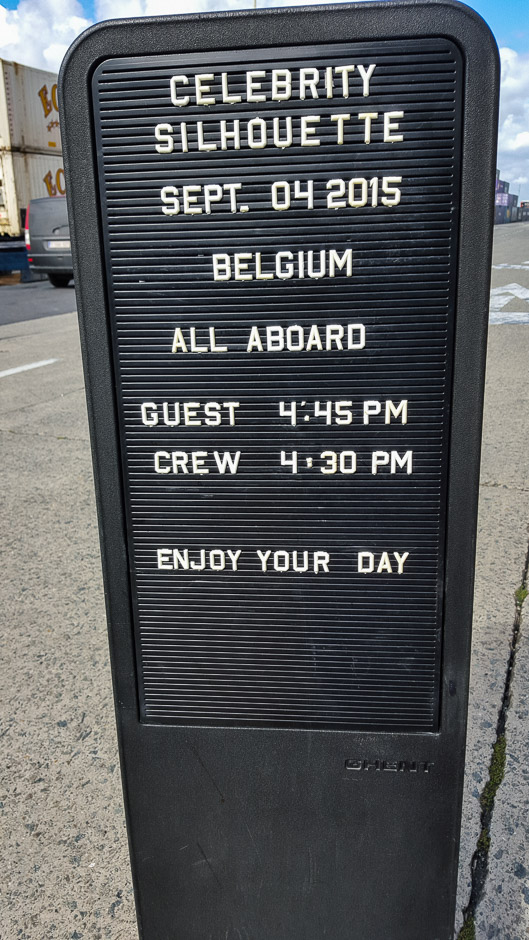 CELEBRITY
SILHOUETTE
SEPT. 04 2015
BELGIUM
ALL ABOARD
GUEST 4:45 PM
CREW 4:30 PM
ENJOY YOUR DAY
GHENT